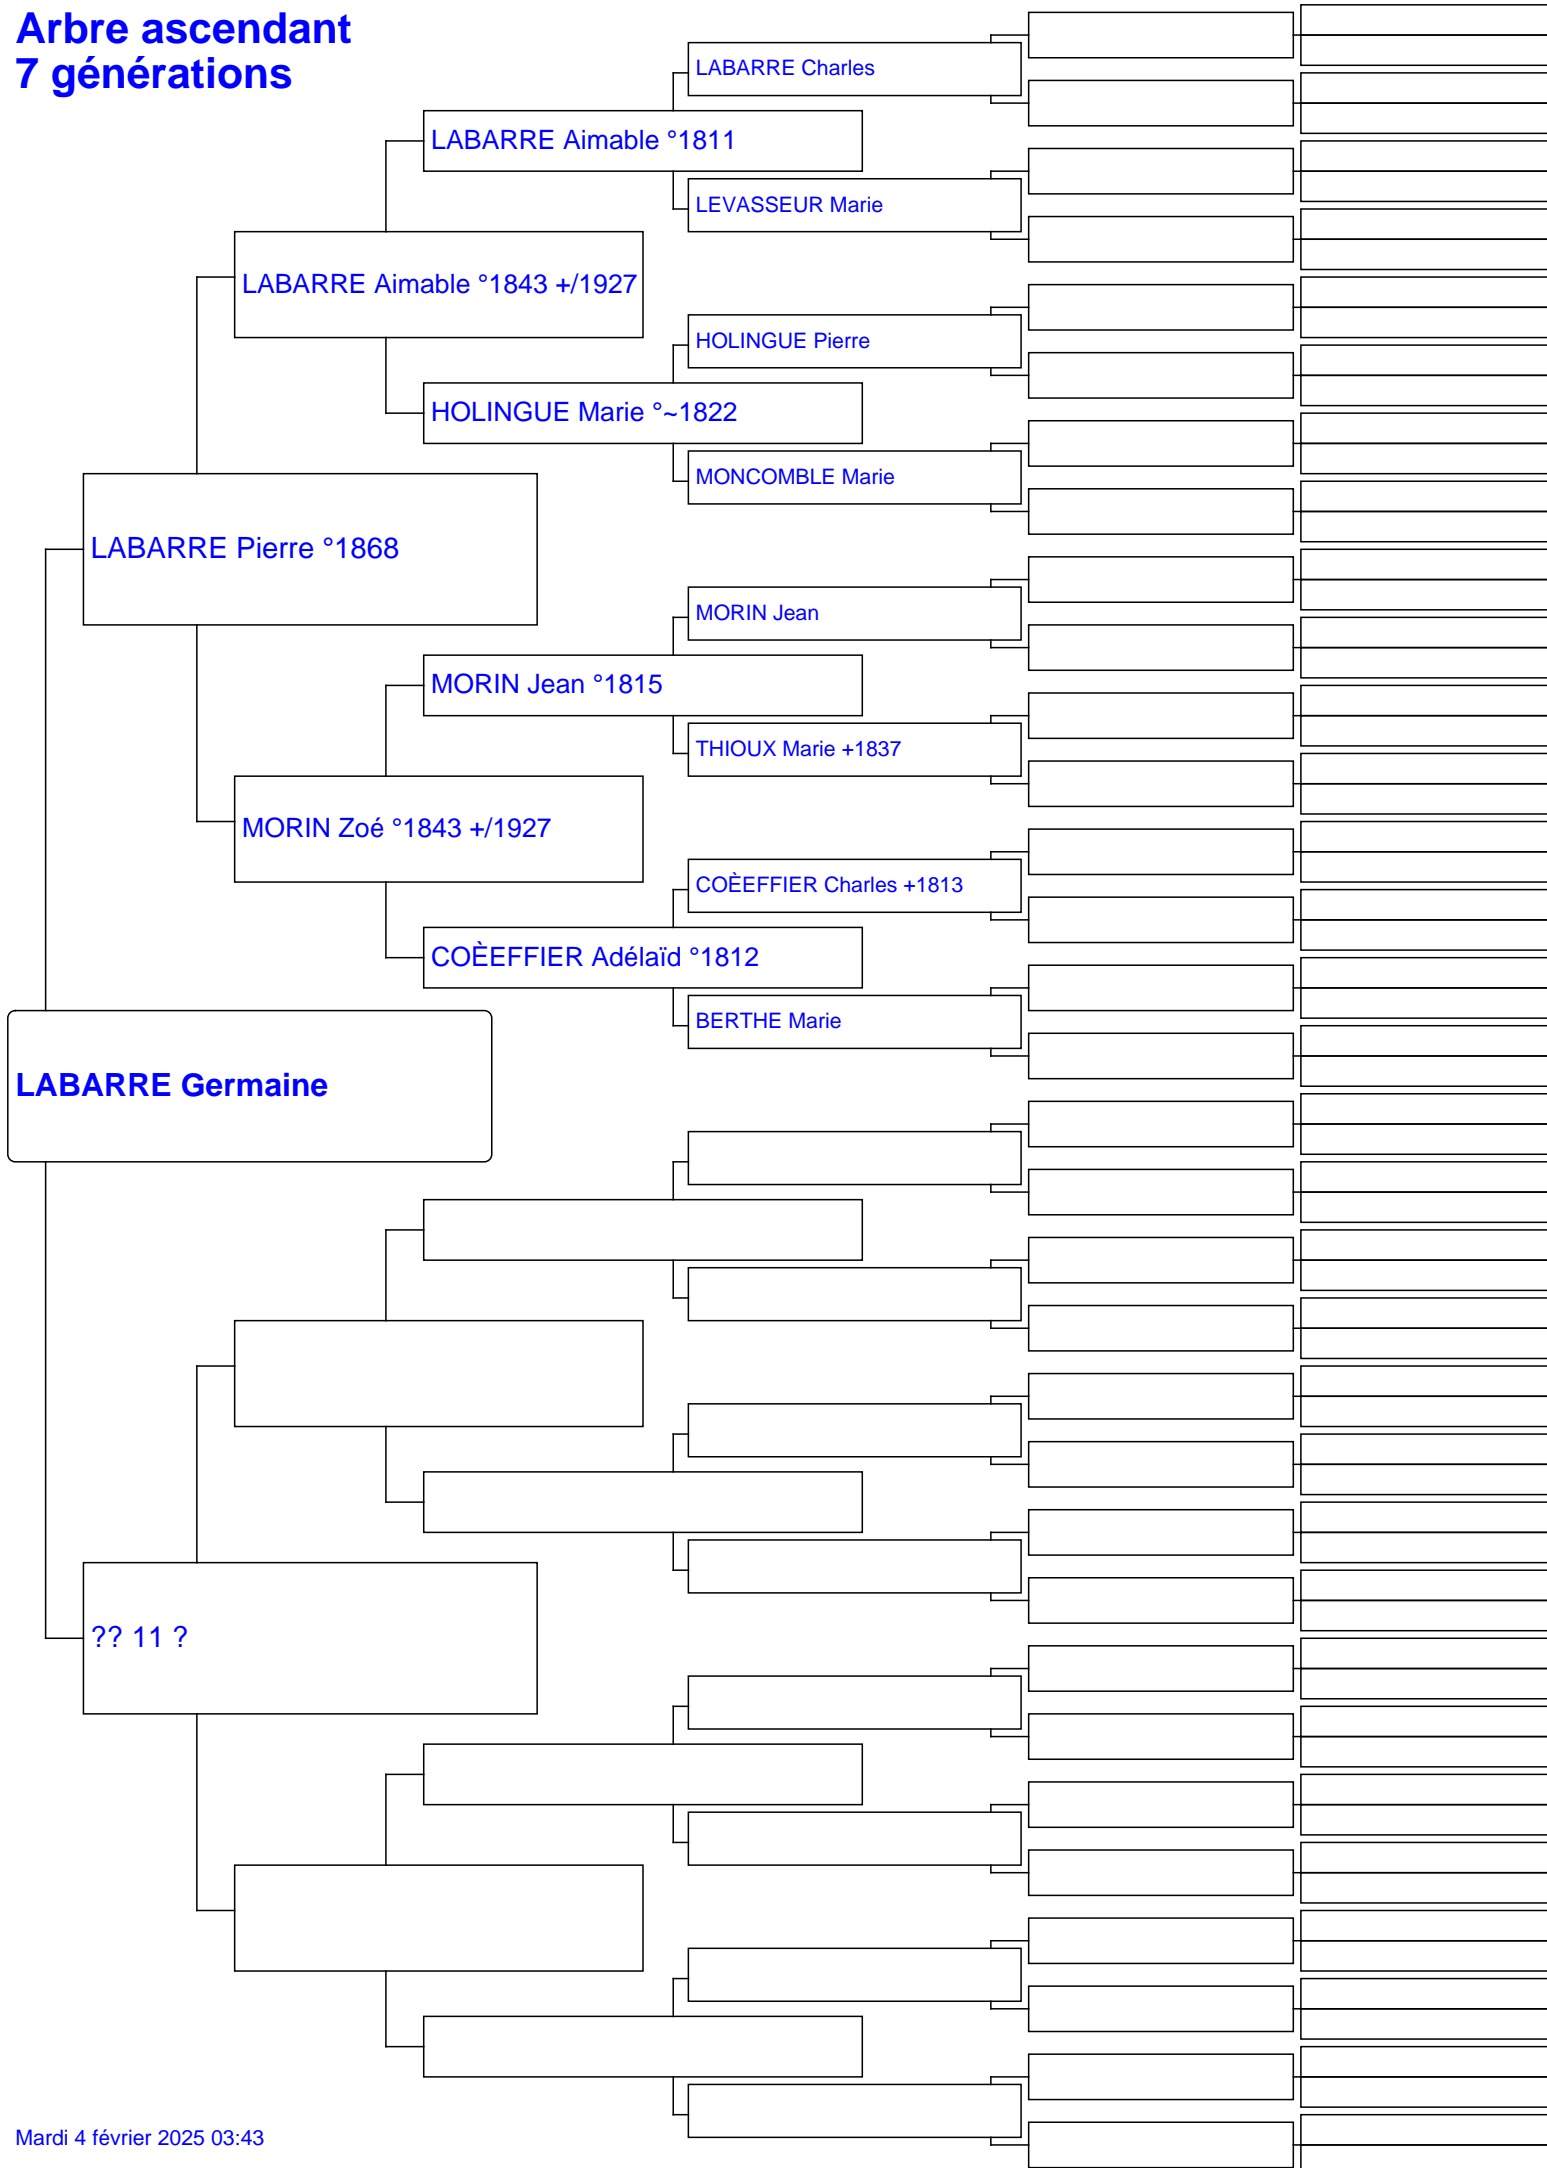 Arbre ascendant
7 générations
LABARRE Charles
LABARRE Aimable °1811
LEVASSEUR Marie
LABARRE Aimable °1843 +/1927
HOLINGUE Pierre
HOLINGUE Marie °~1822
MONCOMBLE Marie
LABARRE Pierre °1868
MORIN Jean
MORIN Jean °1815
THIOUX Marie +1837
MORIN Zoé °1843 +/1927
COÈEFFIER Charles +1813
COÈEFFIER Adélaïd °1812
BERTHE Marie
LABARRE Germaine
?? 11 ?
Mardi 4 février 2025 03:43